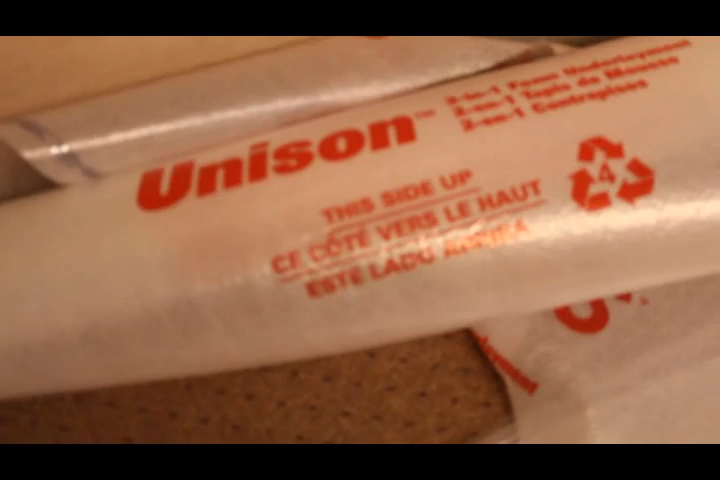 Unison™
2-in-1 Foam Underlayment
2-en-1 Tapis de Mousse
2-en-1 Contrapiso
THIS SIDE UP
CE CÔTÉ VERS LE HAUT
ESTE LADO ARRIBA
4